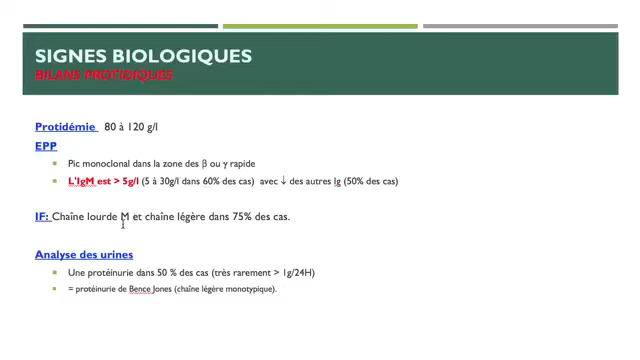 SIGNES BIOLOGIQUES
BILANS PROTIDIQUES
Protidémie 80 à 120 g/l
EPP
Pic monoclonal dans la zone des β ou γ rapide
L'IgM est > 5g/l (5 à 30g/l dans 60% des cas) avec ↓ des autres Ig (50% des cas)
IF: Chaîne lourde M et chaîne légère dans 75% des cas.
Analyse des urines
Une protéinurie dans 50 % des cas (très rarement > 1g/24H)
= protéinurie de Bence Jones (chaîne légère monotypique).